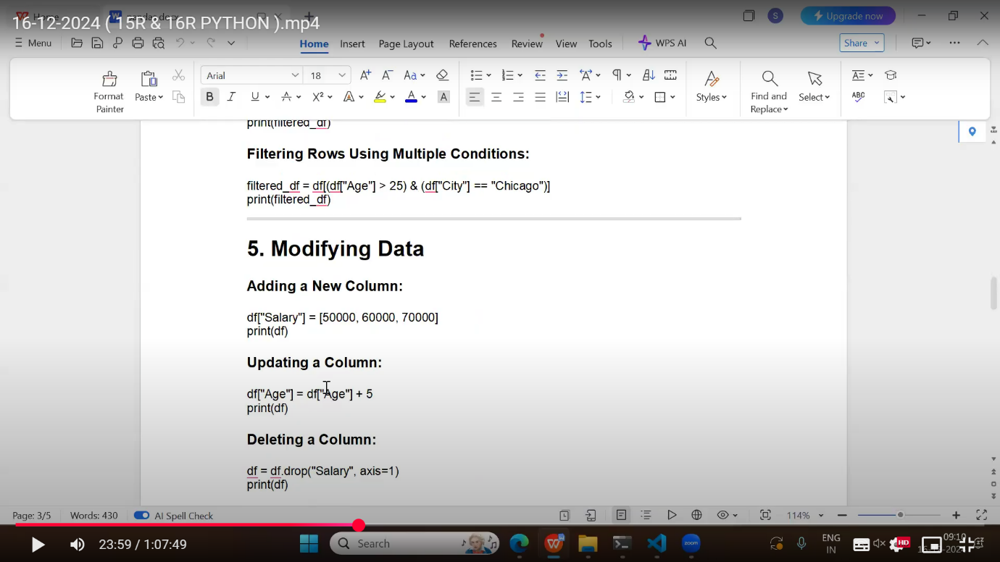 16-12-2024 ( 15R & 16R PYTHON ).mp4
S
Upgrade now
Menu
Home
Insert
Page Layout
References
Review
View
Tools
WPS AI
Share
Format
Painter
Paste
Arial
18
Styles
Find and
Replace
Select
print(filtered_df)
Filtering Rows Using Multiple Conditions:
filtered_df = df[(df["Age"] > 25) & (df["City"] == "Chicago")]
print(filtered_df)
5. Modifying Data
Adding a New Column:
df["Salary"] = [50000, 60000, 70000]
print(df)
Updating a Column:
df["Age"] = df["Age"] + 5
print(df)
Deleting a Column:
df = df.drop("Salary", axis=1)
print(df)
Page: 3/5
Words: 430
AI Spell Check
114%
23:59 / 1:07:49
Search
zoom
ENG
IN
HD
09:10